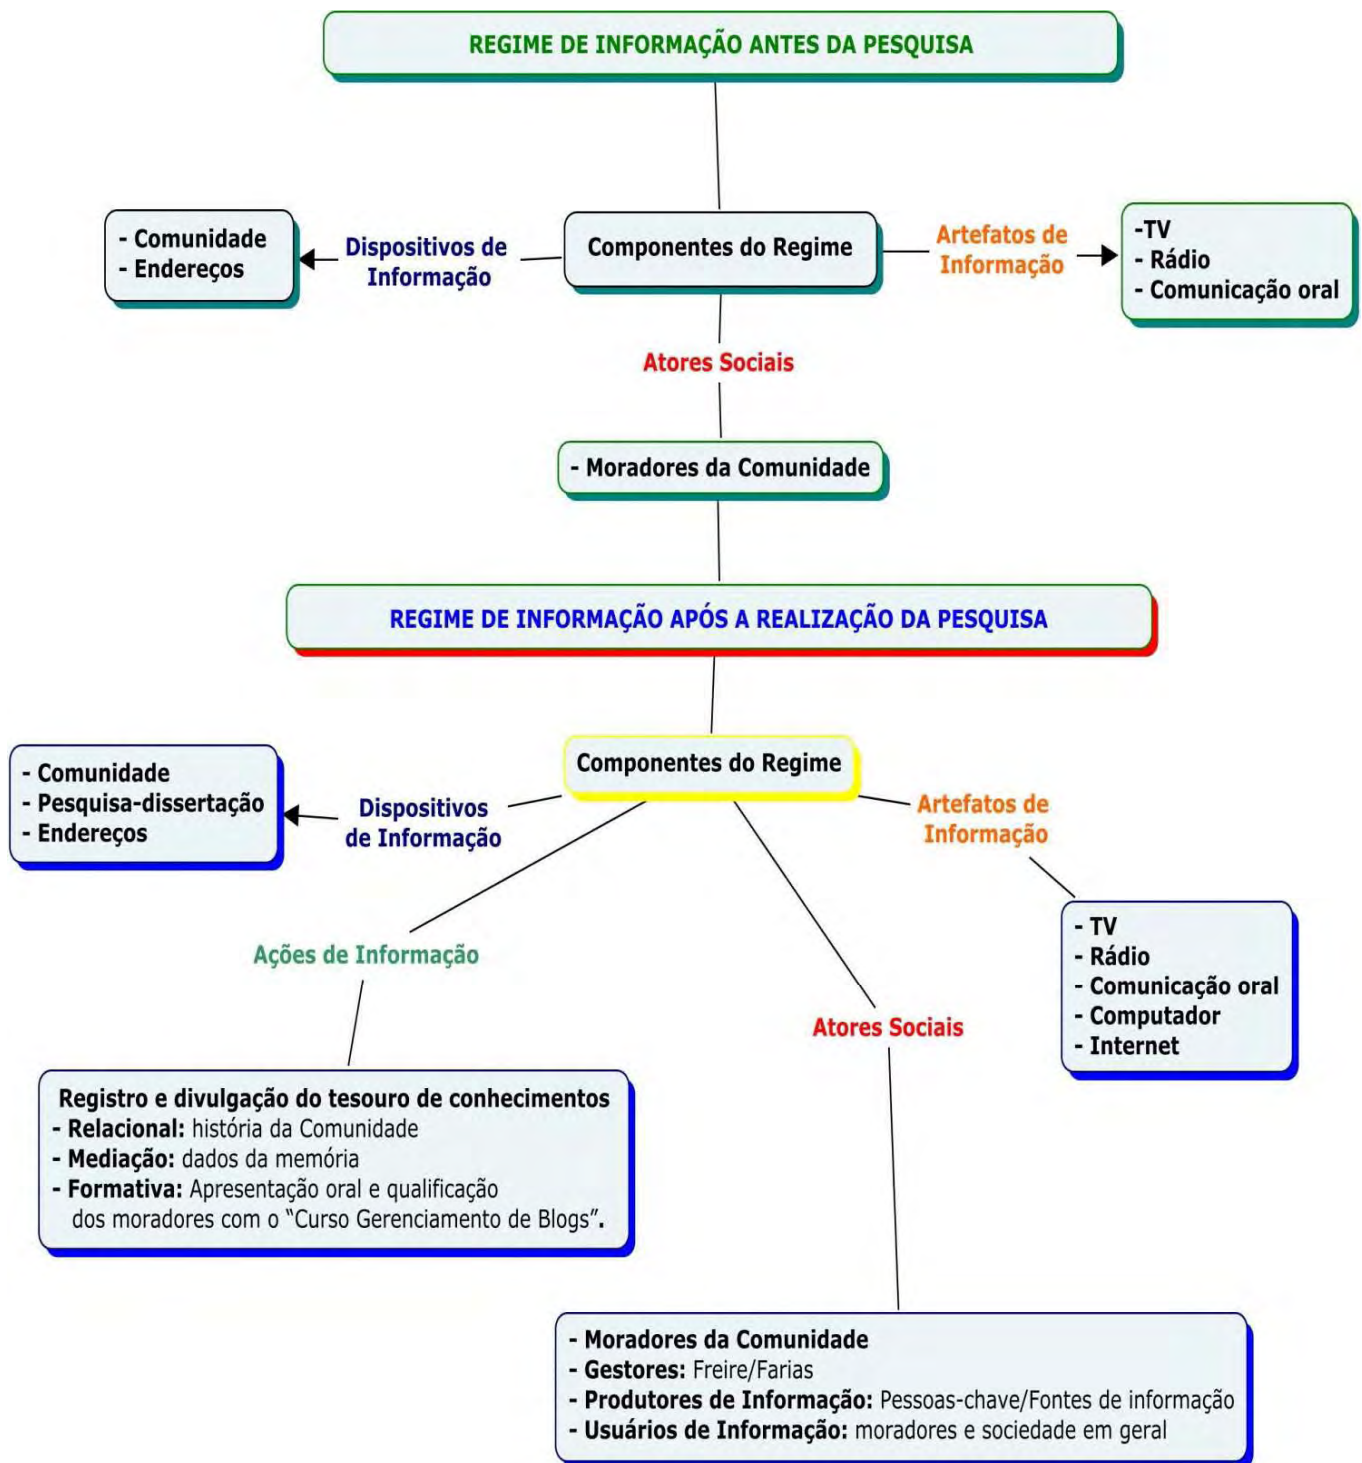 REGIME DE INFORMAÇÃO ANTES DA PESQUISA
- Comunidade
- Endereços
Dispositivos de
Informação
Componentes do Regime
Artefatos de
Informação
-TV
- Rádio
- Comunicação oral
Atores Sociais
- Moradores da Comunidade
REGIME DE INFORMAÇÃO APÓS A REALIZAÇÃO DA PESQUISA
Componentes do Regime
- Comunidade
- Pesquisa-dissertação
- Endereços
Dispositivos
de Informação
Artefatos de
Informação
- TV
- Rádio
- Comunicação oral
- Computador
- Internet
Ações de Informação
Atores Sociais
Registro e divulgação do tesouro de conhecimentos
- Relacional: história da Comunidade
- Mediação: dados da memória
- Formativa: Apresentação oral e qualificação
dos moradores com o “Curso Gerenciamento de Blogs”.
- Moradores da Comunidade
- Gestores: Freire/Farias
- Produtores de Informação: Pessoas-chave/Fontes de informação
- Usuários de Informação: moradores e sociedade em geral